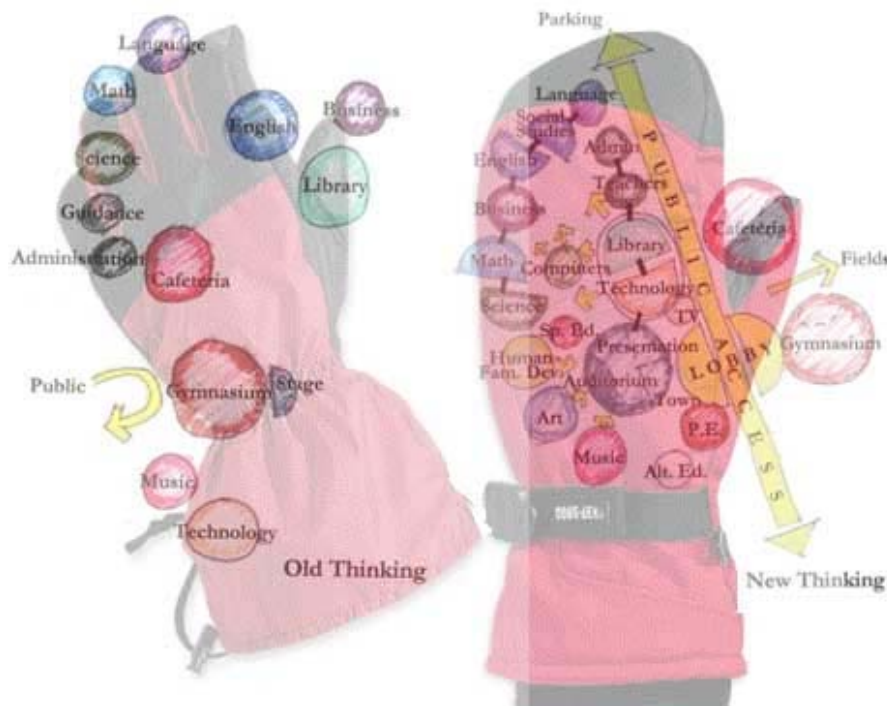 Language
Math
English
Business
Science
Library
Guidance
Administration
Cafeteria
Public
Gymnasium
Stage
Music
Technology
Old Thinking
Parking
Language
Social
Studies
Admin
English
Teachers
Business
Library
Cafeteria
Math
Computers
Fields
Technology
Science
TV
Sp. Ed.
Gymnasium
Presentation
LOBBY
Human
Fam. Dev
Auditorium
Town
Art
P.E.
Music
Alt. Ed.
PUBLIC ACCESS
New Thinking